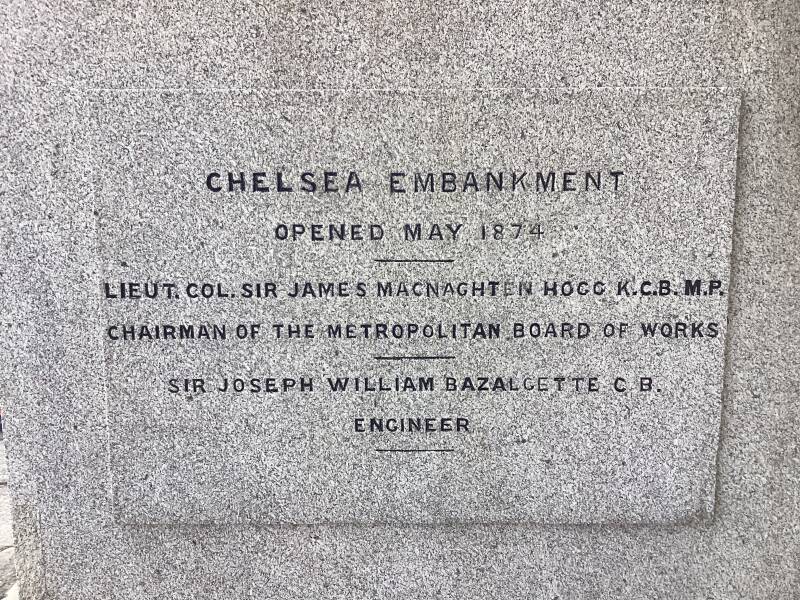 CHELSEA EMBANKMENT
OPENED MAY 1874
LIEUT. COL. SIR JAMES MACNAGHTEN HOGG K.C.B. M.P.
CHAIRMAN OF THE METROPOLITAN BOARD OF WORKS
SIR JOSEPH WILLIAM BAZALGETTE C.B.
ENGINEER